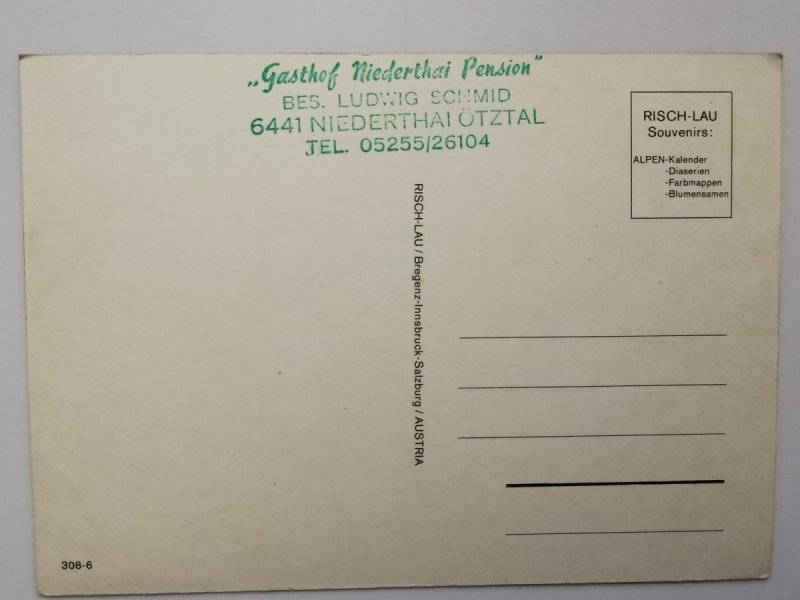 „Gasthof Niederthai Pension"
BES. LUDWIG SCHMID
6441 NIEDERTHAI ÖTZTAL
TEL. 05255/26104
RISCH-LAU
Souvenirs:
ALPEN-Kalender
-Diaserien
-Farbmappen
-Blumensamen
RISCH-LAU / Bregenz-Innsbruck-Salzburg / AUSTRIA
308-6